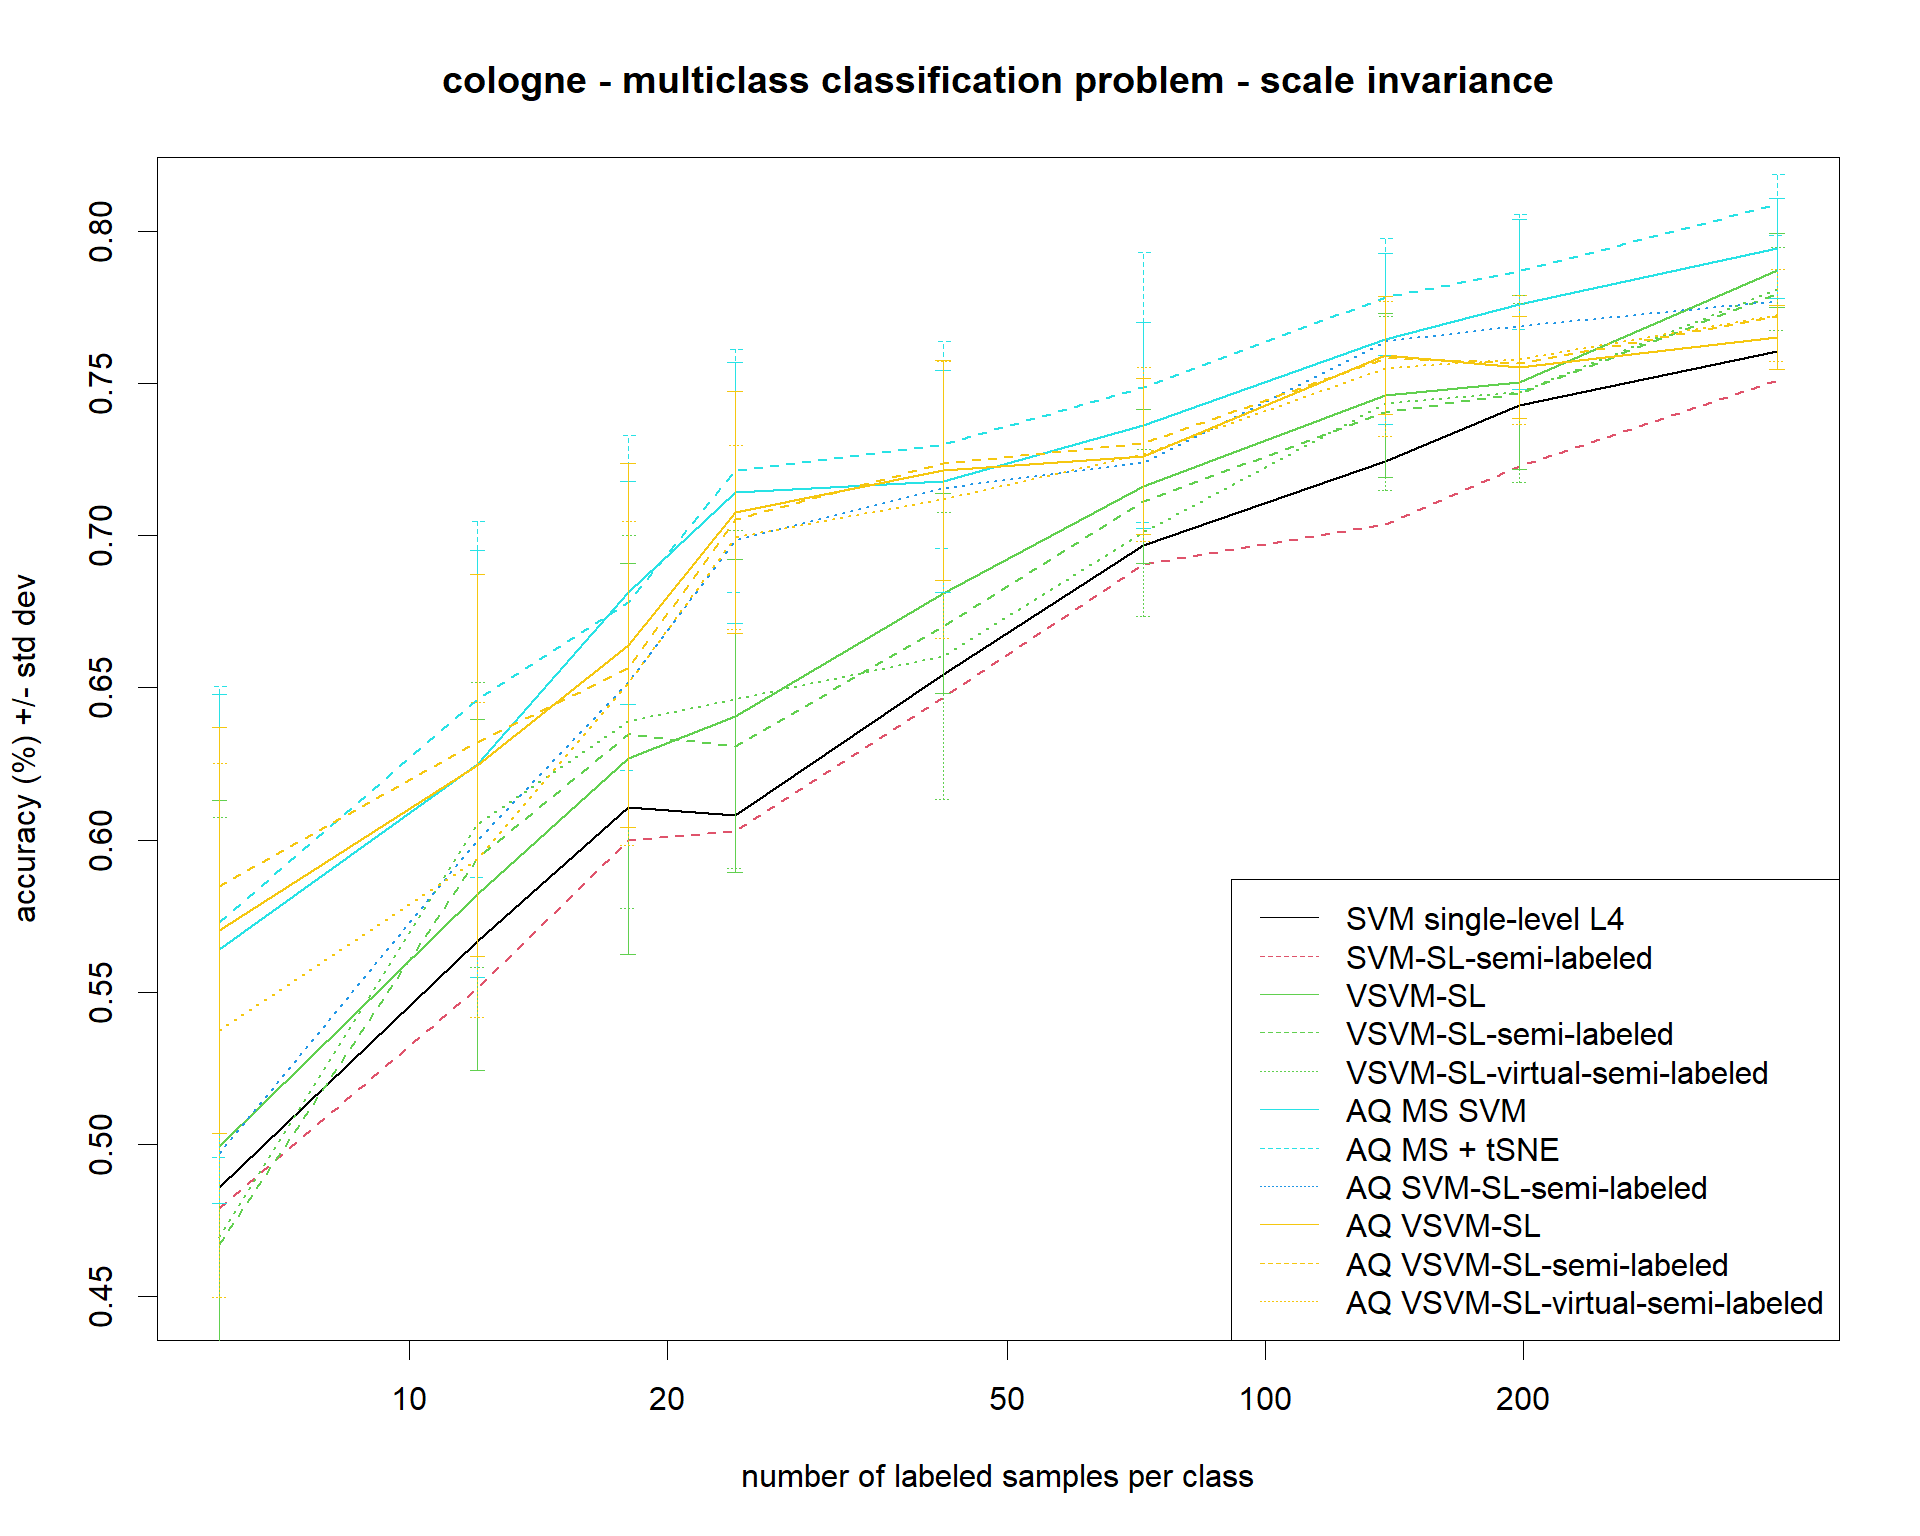 cologne - multiclass classification problem - scale invariance
accuracy (%) +/- std dev
0.80
0.75
0.70
0.65
0.60
0.55
0.50
0.45
SVM single-level L4
SVM-SL-semi-labeled
VSVM-SL
VSVM-SL-semi-labeled
VSVM-SL-virtual-semi-labeled
AQ MS SVM
AQ MS + tSNE
AQ SVM-SL-semi-labeled
AQ VSVM-SL
AQ VSVM-SL-semi-labeled
AQ VSVM-SL-virtual-semi-labeled
10 20 50 100 200
number of labeled samples per class